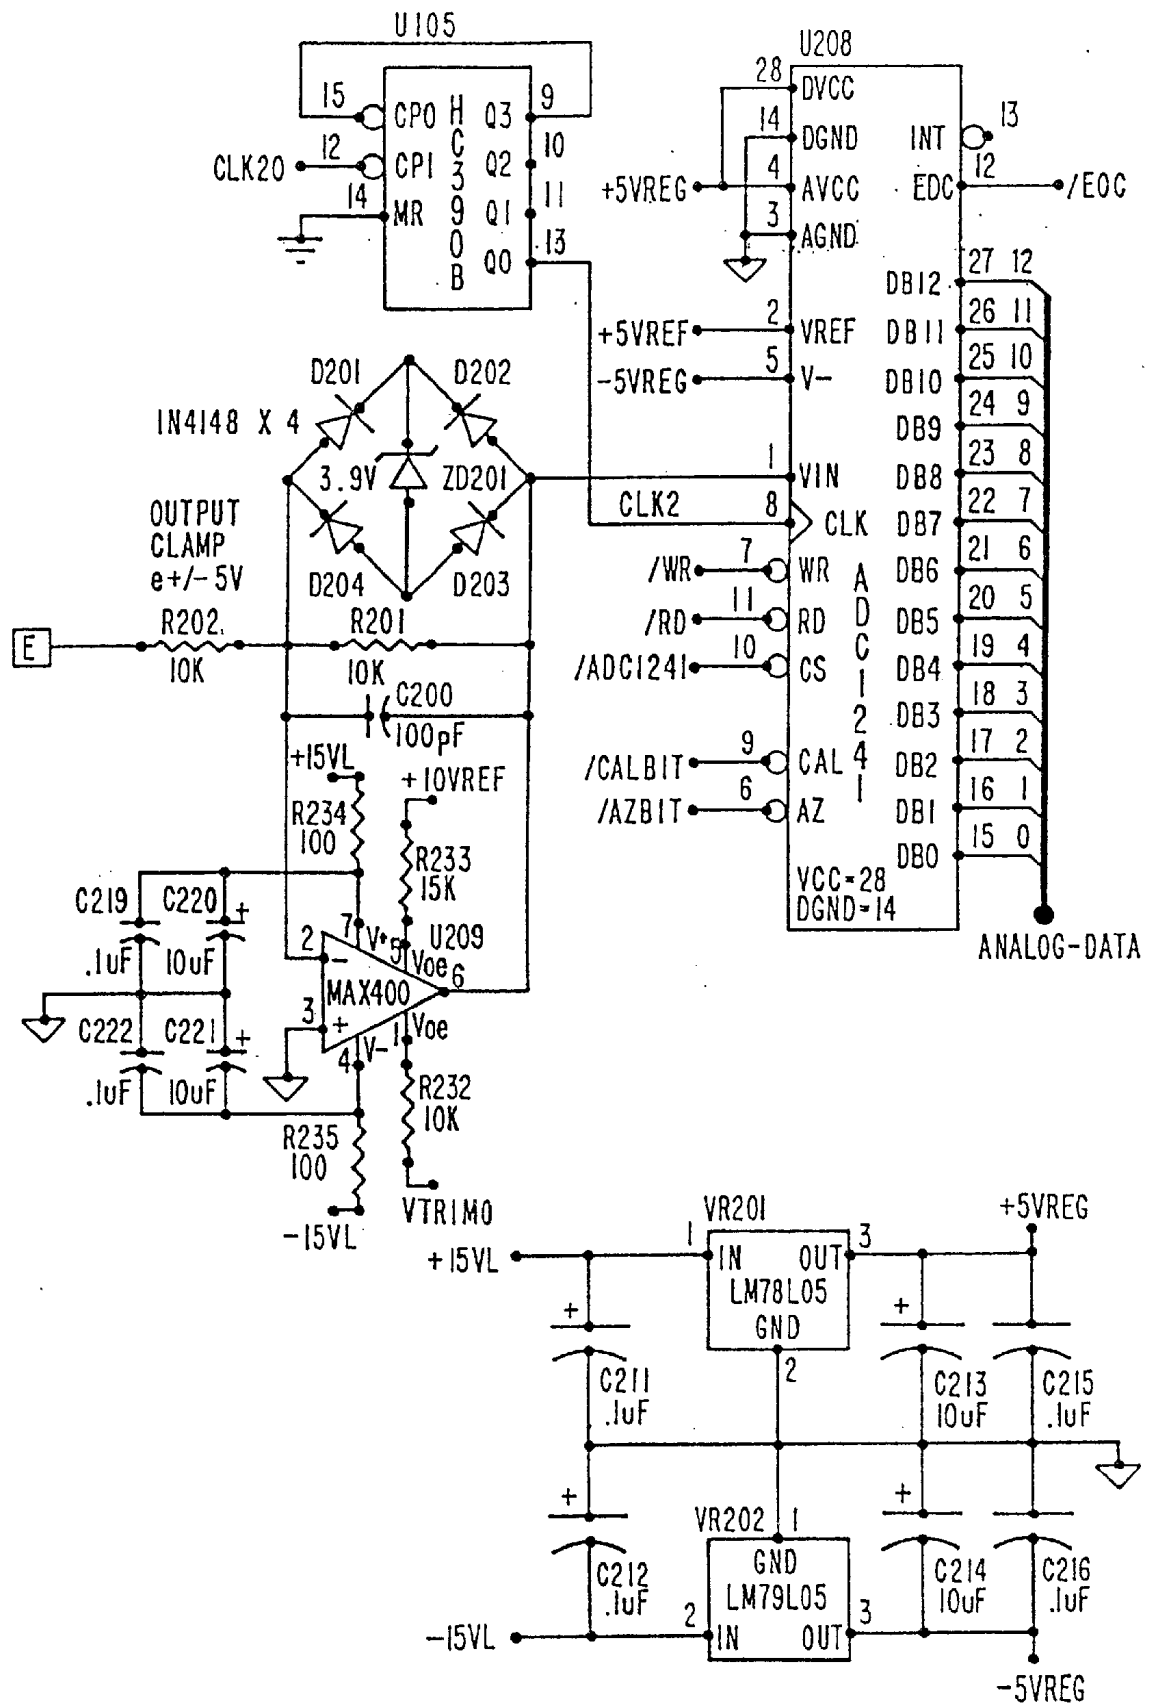 U105
15 CP0 Q3 9
CLK20 12 CP1 Q2 10
14 MR Q1 11
Q0 13
HC390B
U208
28 DVCC
14 DGND INT 13
+5VREG 4 AVCC EDC 12 /EOC
3 AGND
DB12 27 12
+5VREF 2 VREF DB11 26 11
-5VREG 5 V- DB10 25 10
DB9 24 9
1 VIN DB8 23 8
CLK2 8 CLK DB7 22 7
/WR 7 WR DB6 21 6
/RD 11 RD DB5 20 5
/ADC1241 10 CS DB4 19 4
DB3 18 3
/CALBIT 9 CAL DB2 17 2
/AZBIT 6 AZ DB1 16 1
DB0 15 0
ADC1241
VCC=28
DGND=14
ANALOG-DATA
D201 D202
1N4148 X 4
3.9V ZD201
D204 D203
OUTPUT
CLAMP
e+/-5V
E
R202
10K
R201
10K
C200
100pF
+15VL
+10VREF
R234
100
R233
15K
C219
.1uF
C220 +
10uF
7 V+
5 Voe
U209
2 -
MAX400
6
3 +
4 V-
1 Voe
C222
.1uF
C221 +
10uF
R232
10K
R235
100
-15VL
VTRIM0
VR201
+5VREG
+15VL 1 IN OUT 3
LM78L05
GND
2
+
C211
.1uF
+
C213
10uF
C215
.1uF
VR202 1
GND
LM79L05
-15VL 2 IN OUT 3
+
C212
.1uF
+
C214
10uF
C216
.1uF
-5VREG